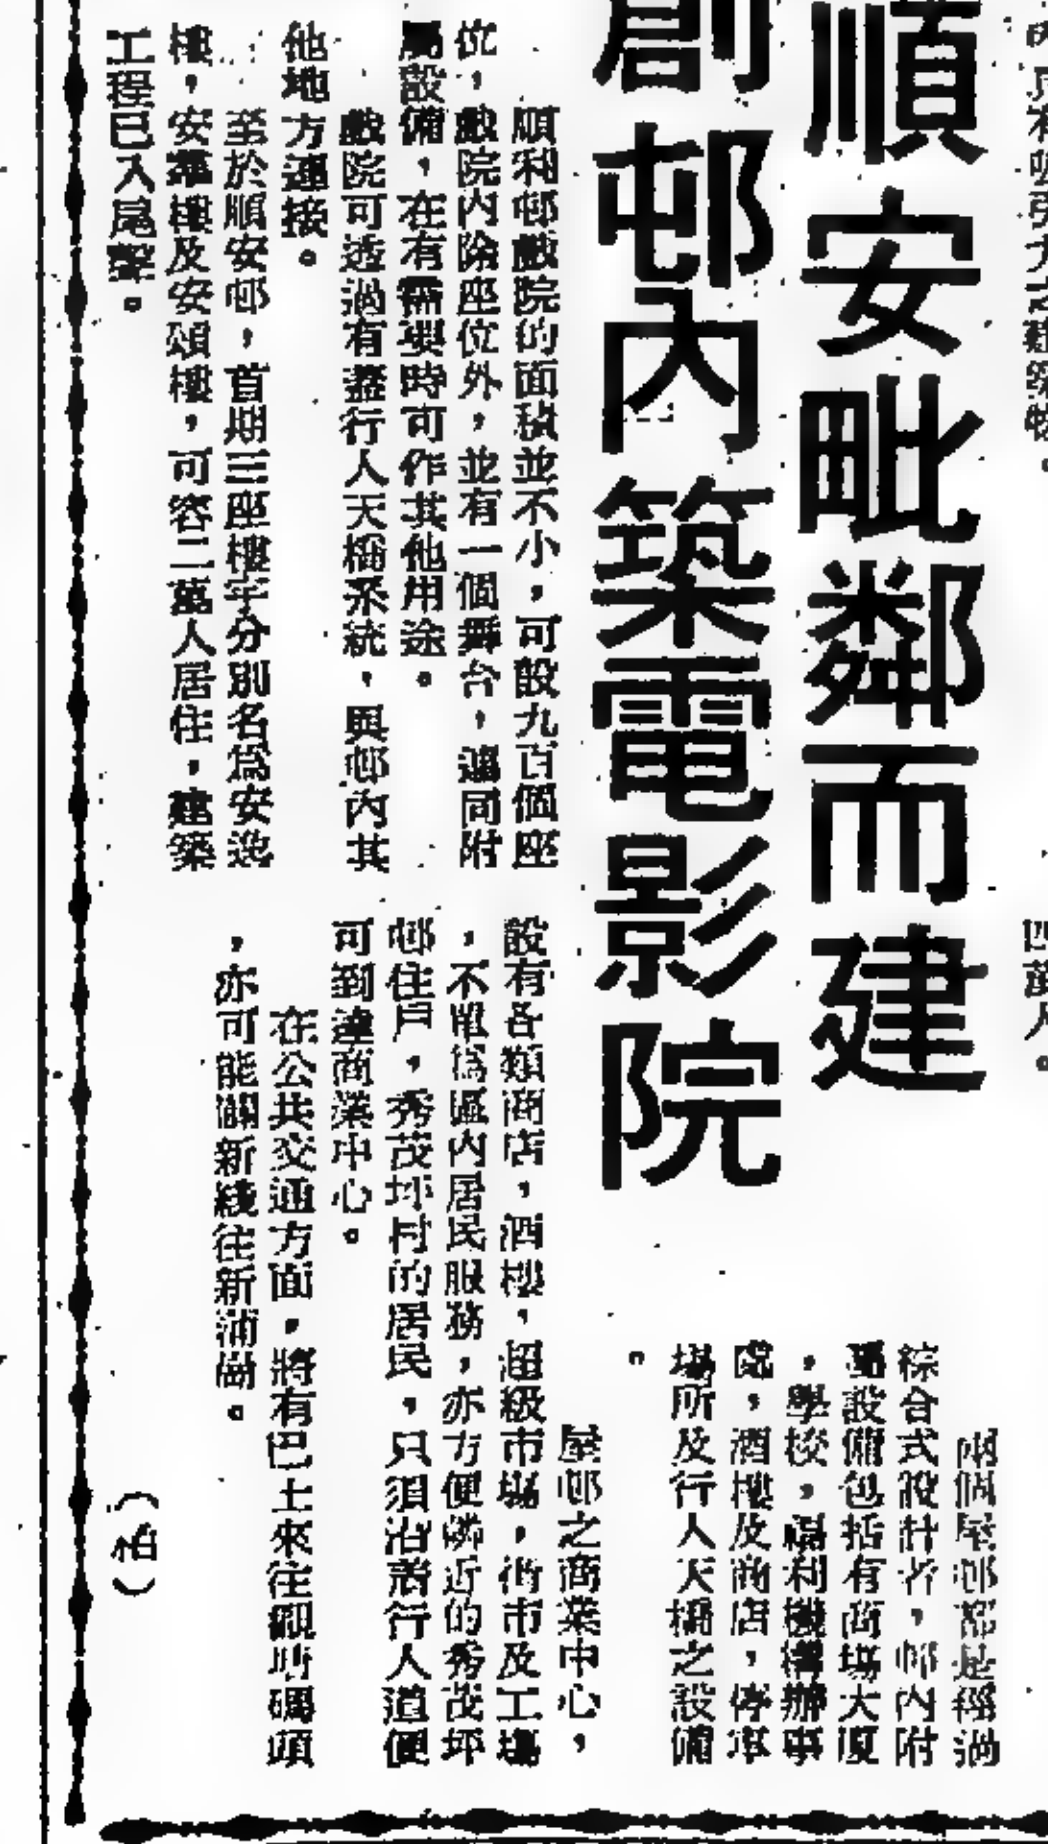 順安毗鄰而建
創邨內築電影院
四萬人。
兩個屋邨都是經過
綜合式設計者，邨內附
屬設備包括有商場大廈
，學校，福利機構辦事
處，酒樓及商店，停車
場所及行人天橋之設備
。
屋邨之商業中心，
設有各類商店，酒樓，超級市場，街市及工場
，不單為區內居民服務，亦方便鄰近的秀茂坪
邨住戶，秀茂坪村的居民，只須沿着行人道便
可到達商業中心。
在公共交通方面，將有巴士來往觀塘碼頭
，亦可能闢新綫往新蒲崗。
順利邨戲院的面積並不小，可設九百個座
位，戲院內除座位外，並有一個舞台，連同附
屬設備，在有需要時可作其他用途。
戲院可透過有蓋行人天橋系統，與邨內其
他地方連接。
至於順安邨，首期三座樓宇分別名為安逸
樓，安羣樓及安頌樓，可容二萬人居住，建築
工程已入尾聲。
（柏）